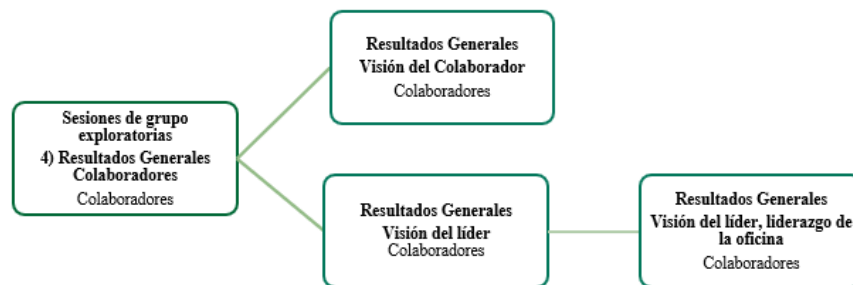 Resultados Generales
Visión del Colaborador
Colaboradores
Sesiones de grupo
exploratorias
4) Resultados Generales
Colaboradores
Colaboradores
Resultados Generales
Visión del líder
Colaboradores
Resultados Generales
Visión del líder, liderazgo de
la oficina
Colaboradores